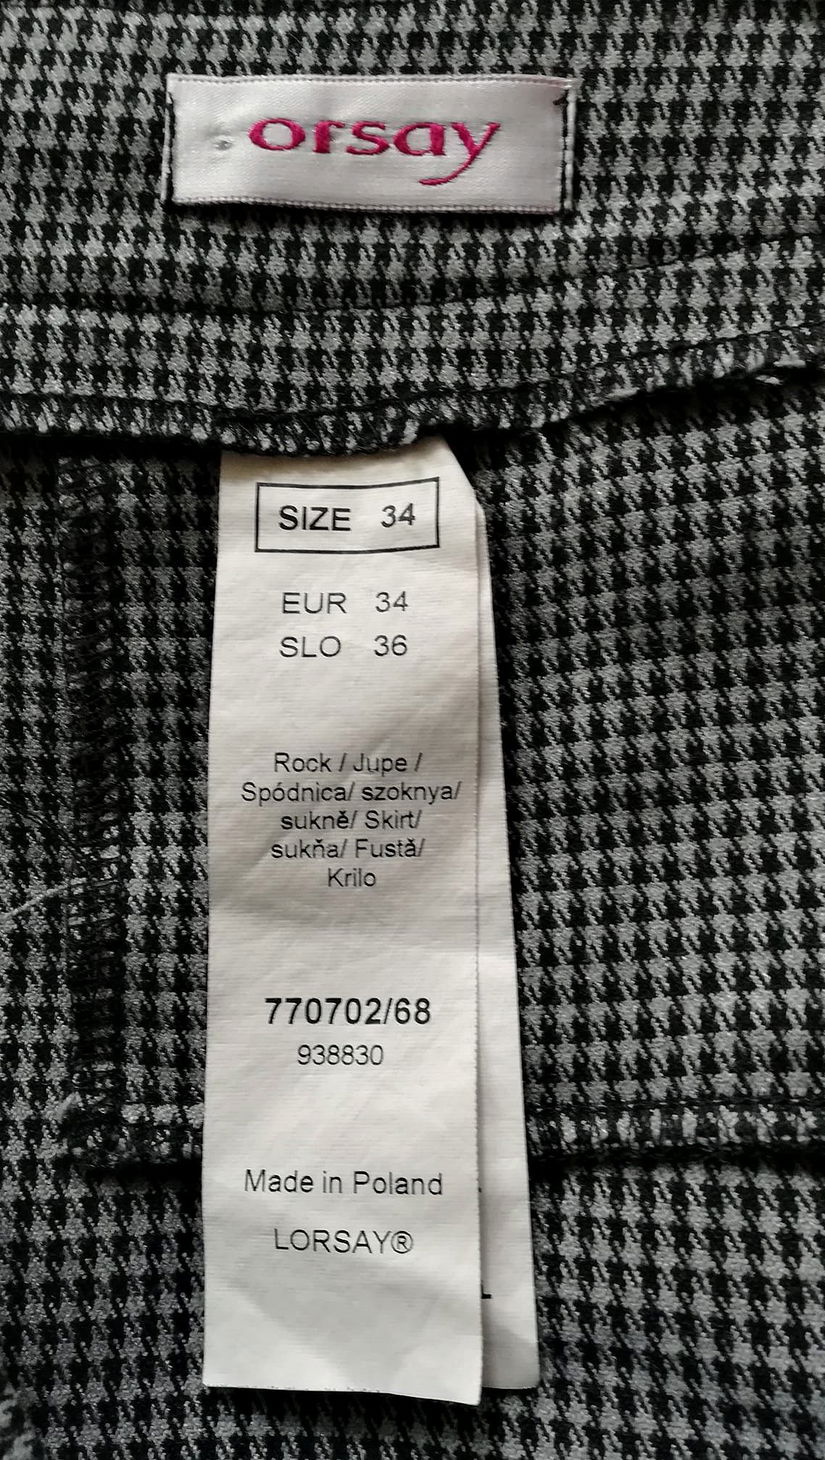 orsay
SIZE 34
EUR 34
SLO 36
Rock / Jupe /
Spódnica/ szoknya/
sukně/ Skirt/
sukňa/ Fustă/
Krilo
770702/68
938830
Made in Poland
LORSAY®